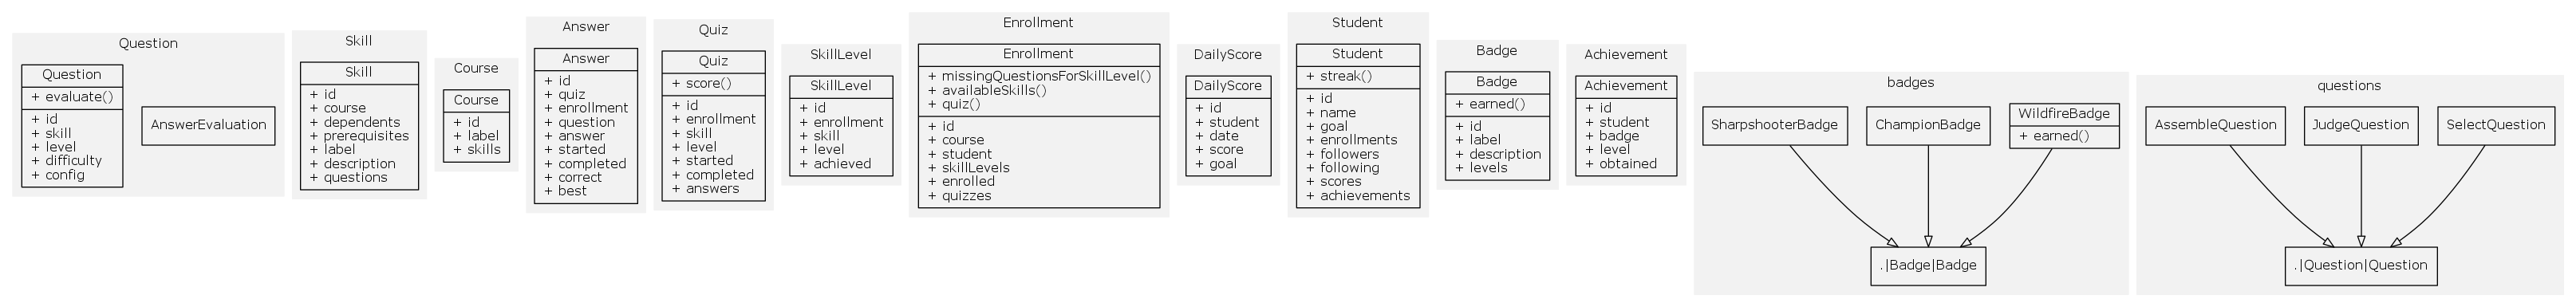 Question
Question
+ evaluate()
+ id
+ skill
+ level
+ difficulty
+ config
AnswerEvaluation
Skill
Skill
+ id
+ course
+ dependents
+ prerequisites
+ label
+ description
+ questions
Course
Course
+ id
+ label
+ skills
Answer
Answer
+ id
+ quiz
+ enrollment
+ question
+ answer
+ started
+ completed
+ correct
+ best
Quiz
Quiz
+ score()
+ id
+ enrollment
+ skill
+ level
+ started
+ completed
+ answers
SkillLevel
SkillLevel
+ id
+ enrollment
+ skill
+ level
+ achieved
Enrollment
Enrollment
+ missingQuestionsForSkillLevel()
+ availableSkills()
+ quiz()
+ id
+ course
+ student
+ skillLevels
+ enrolled
+ quizzes
DailyScore
DailyScore
+ id
+ student
+ date
+ score
+ goal
Student
Student
+ streak()
+ id
+ name
+ goal
+ enrollments
+ followers
+ following
+ scores
+ achievements
Badge
Badge
+ earned()
+ id
+ label
+ description
+ levels
Achievement
Achievement
+ id
+ student
+ badge
+ level
+ obtained
badges
SharpshooterBadge
ChampionBadge
WildfireBadge
+ earned()
.|Badge|Badge
questions
AssembleQuestion
JudgeQuestion
SelectQuestion
.|Question|Question